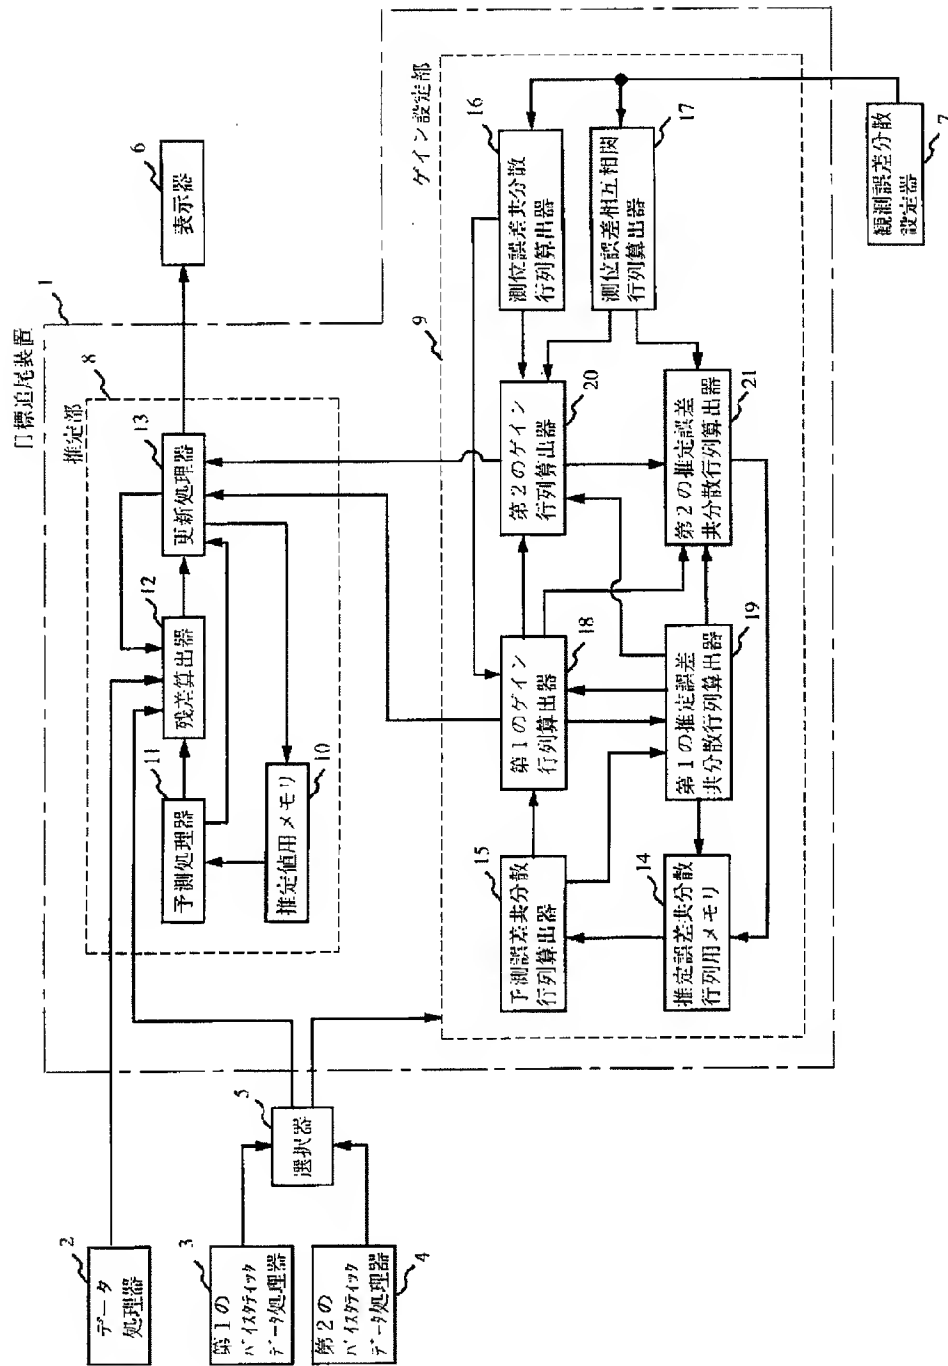 目標追尾装置
1
推定部
8
ゲイン設定部
9
データ
処理器
2
第1の
バイスタティック
データ処理器
3
第2の
バイスタティック
データ処理器
4
選択器
5
予測処理器
11
残差算出器
12
更新処理器
13
推定値用メモリ
10
表示器
6
予測誤差共分散
行列算出器
15
第1のゲイン
行列算出器
18
第2のゲイン
行列算出器
20
測位誤差共分散
行列算出器
16
測位誤差相互相関
行列算出器
17
推定誤差共分散
行列用メモリ
14
第1の推定誤差
共分散行列算出器
19
第2の推定誤差
共分散行列算出器
21
観測誤差分散
設定器
7